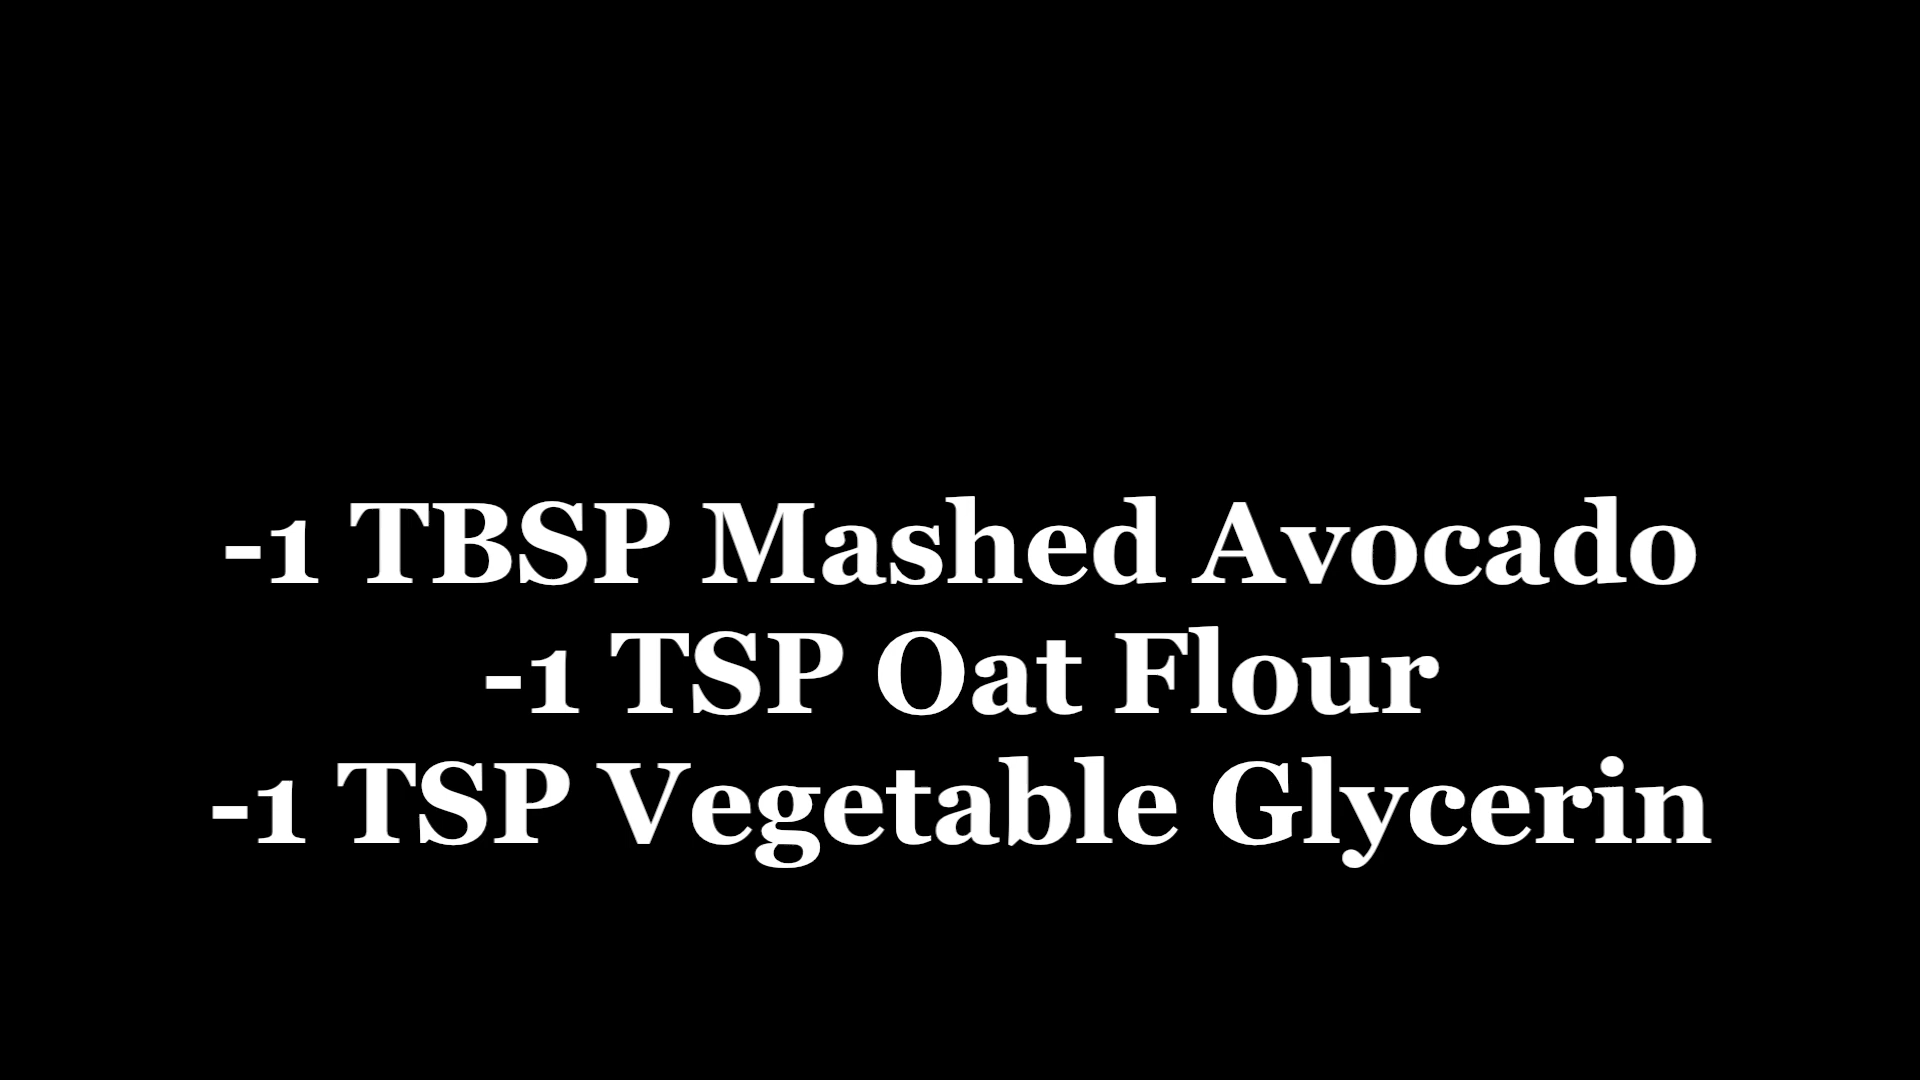 -1 TBSP Mashed Avocado
-1 TSP Oat Flour
-1 TSP Vegetable Glycerin